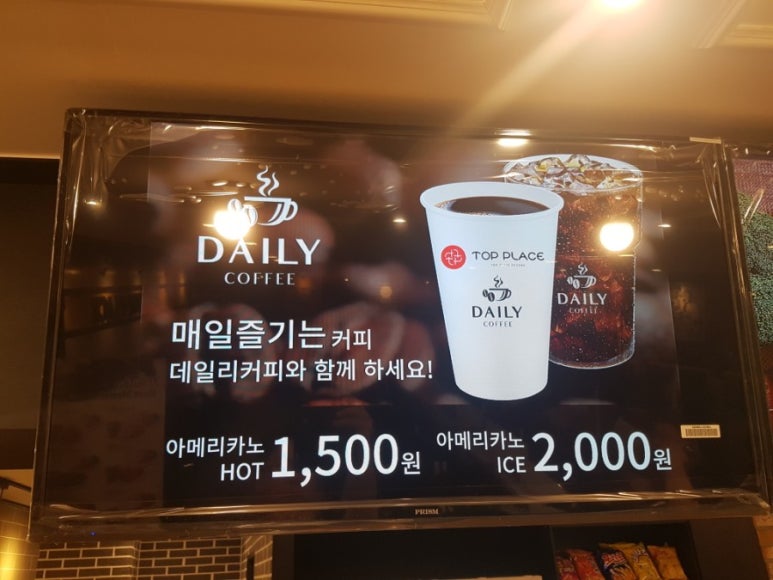 DAILY
COFFEE
매일즐기는 커피
데일리커피와 함께 하세요!
TOP PLACE
DAILY
COFFEE
DAILY
COFFEE
아메리카노
HOT 1,500원
아메리카노
ICE 2,000원
PRISM